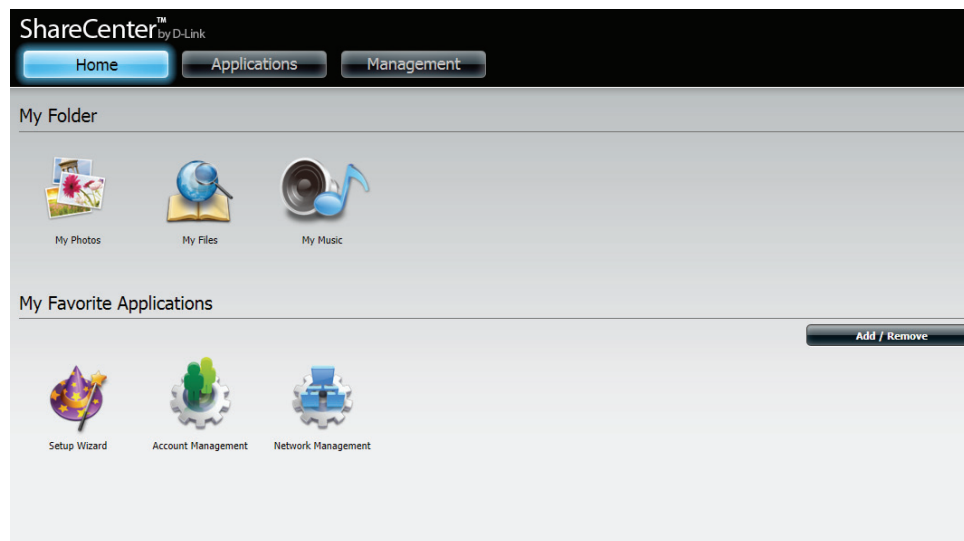 ShareCenter™ by D-Link
Home Applications Management
My Folder
My Photos My Files My Music
My Favorite Applications
Add / Remove
Setup Wizard Account Management Network Management